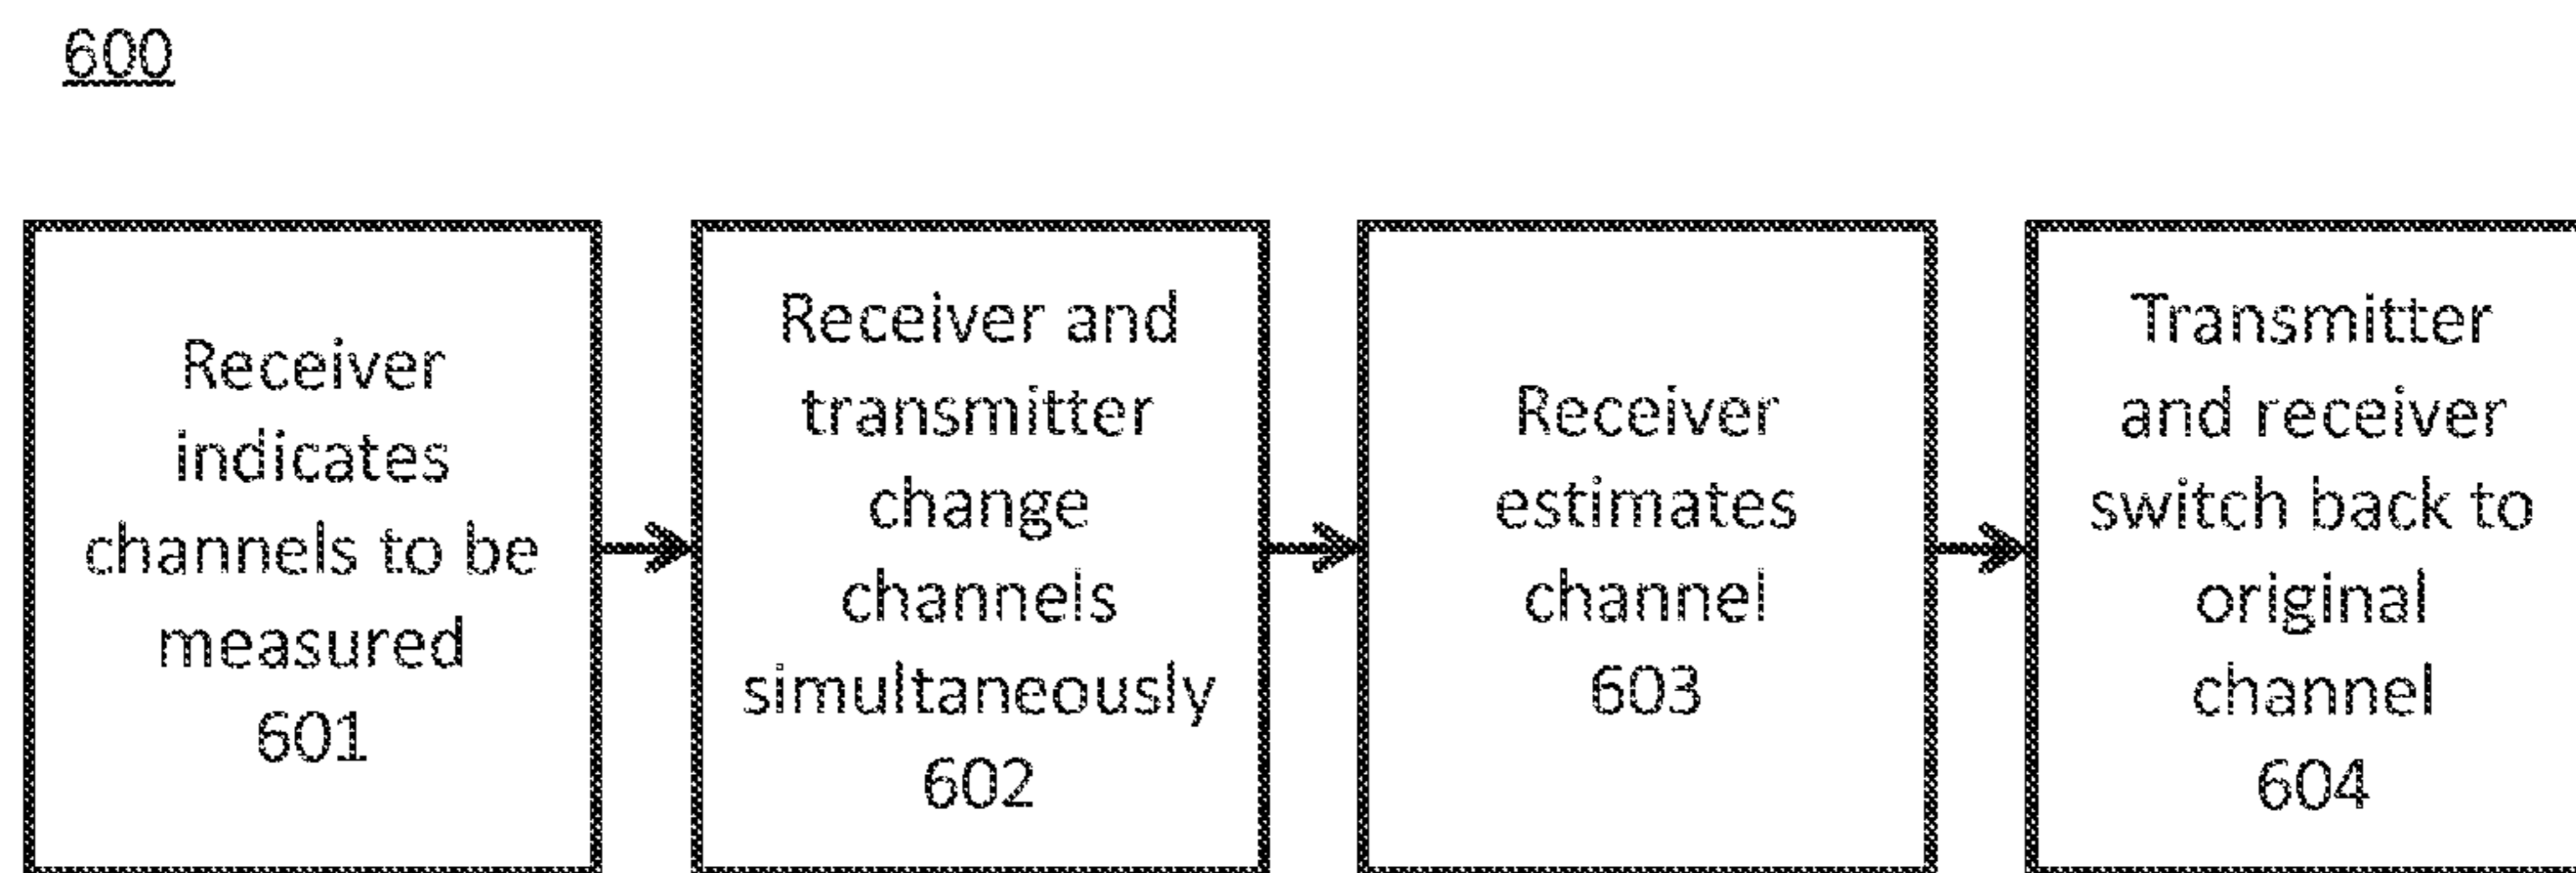 600
Receiver
indicates
channels to be
measured
601
Receiver and
transmitter
change
channels
simultaneously
602
Receiver
estimates
channel
603
Transmitter
and receiver
switch back to
original
channel
604